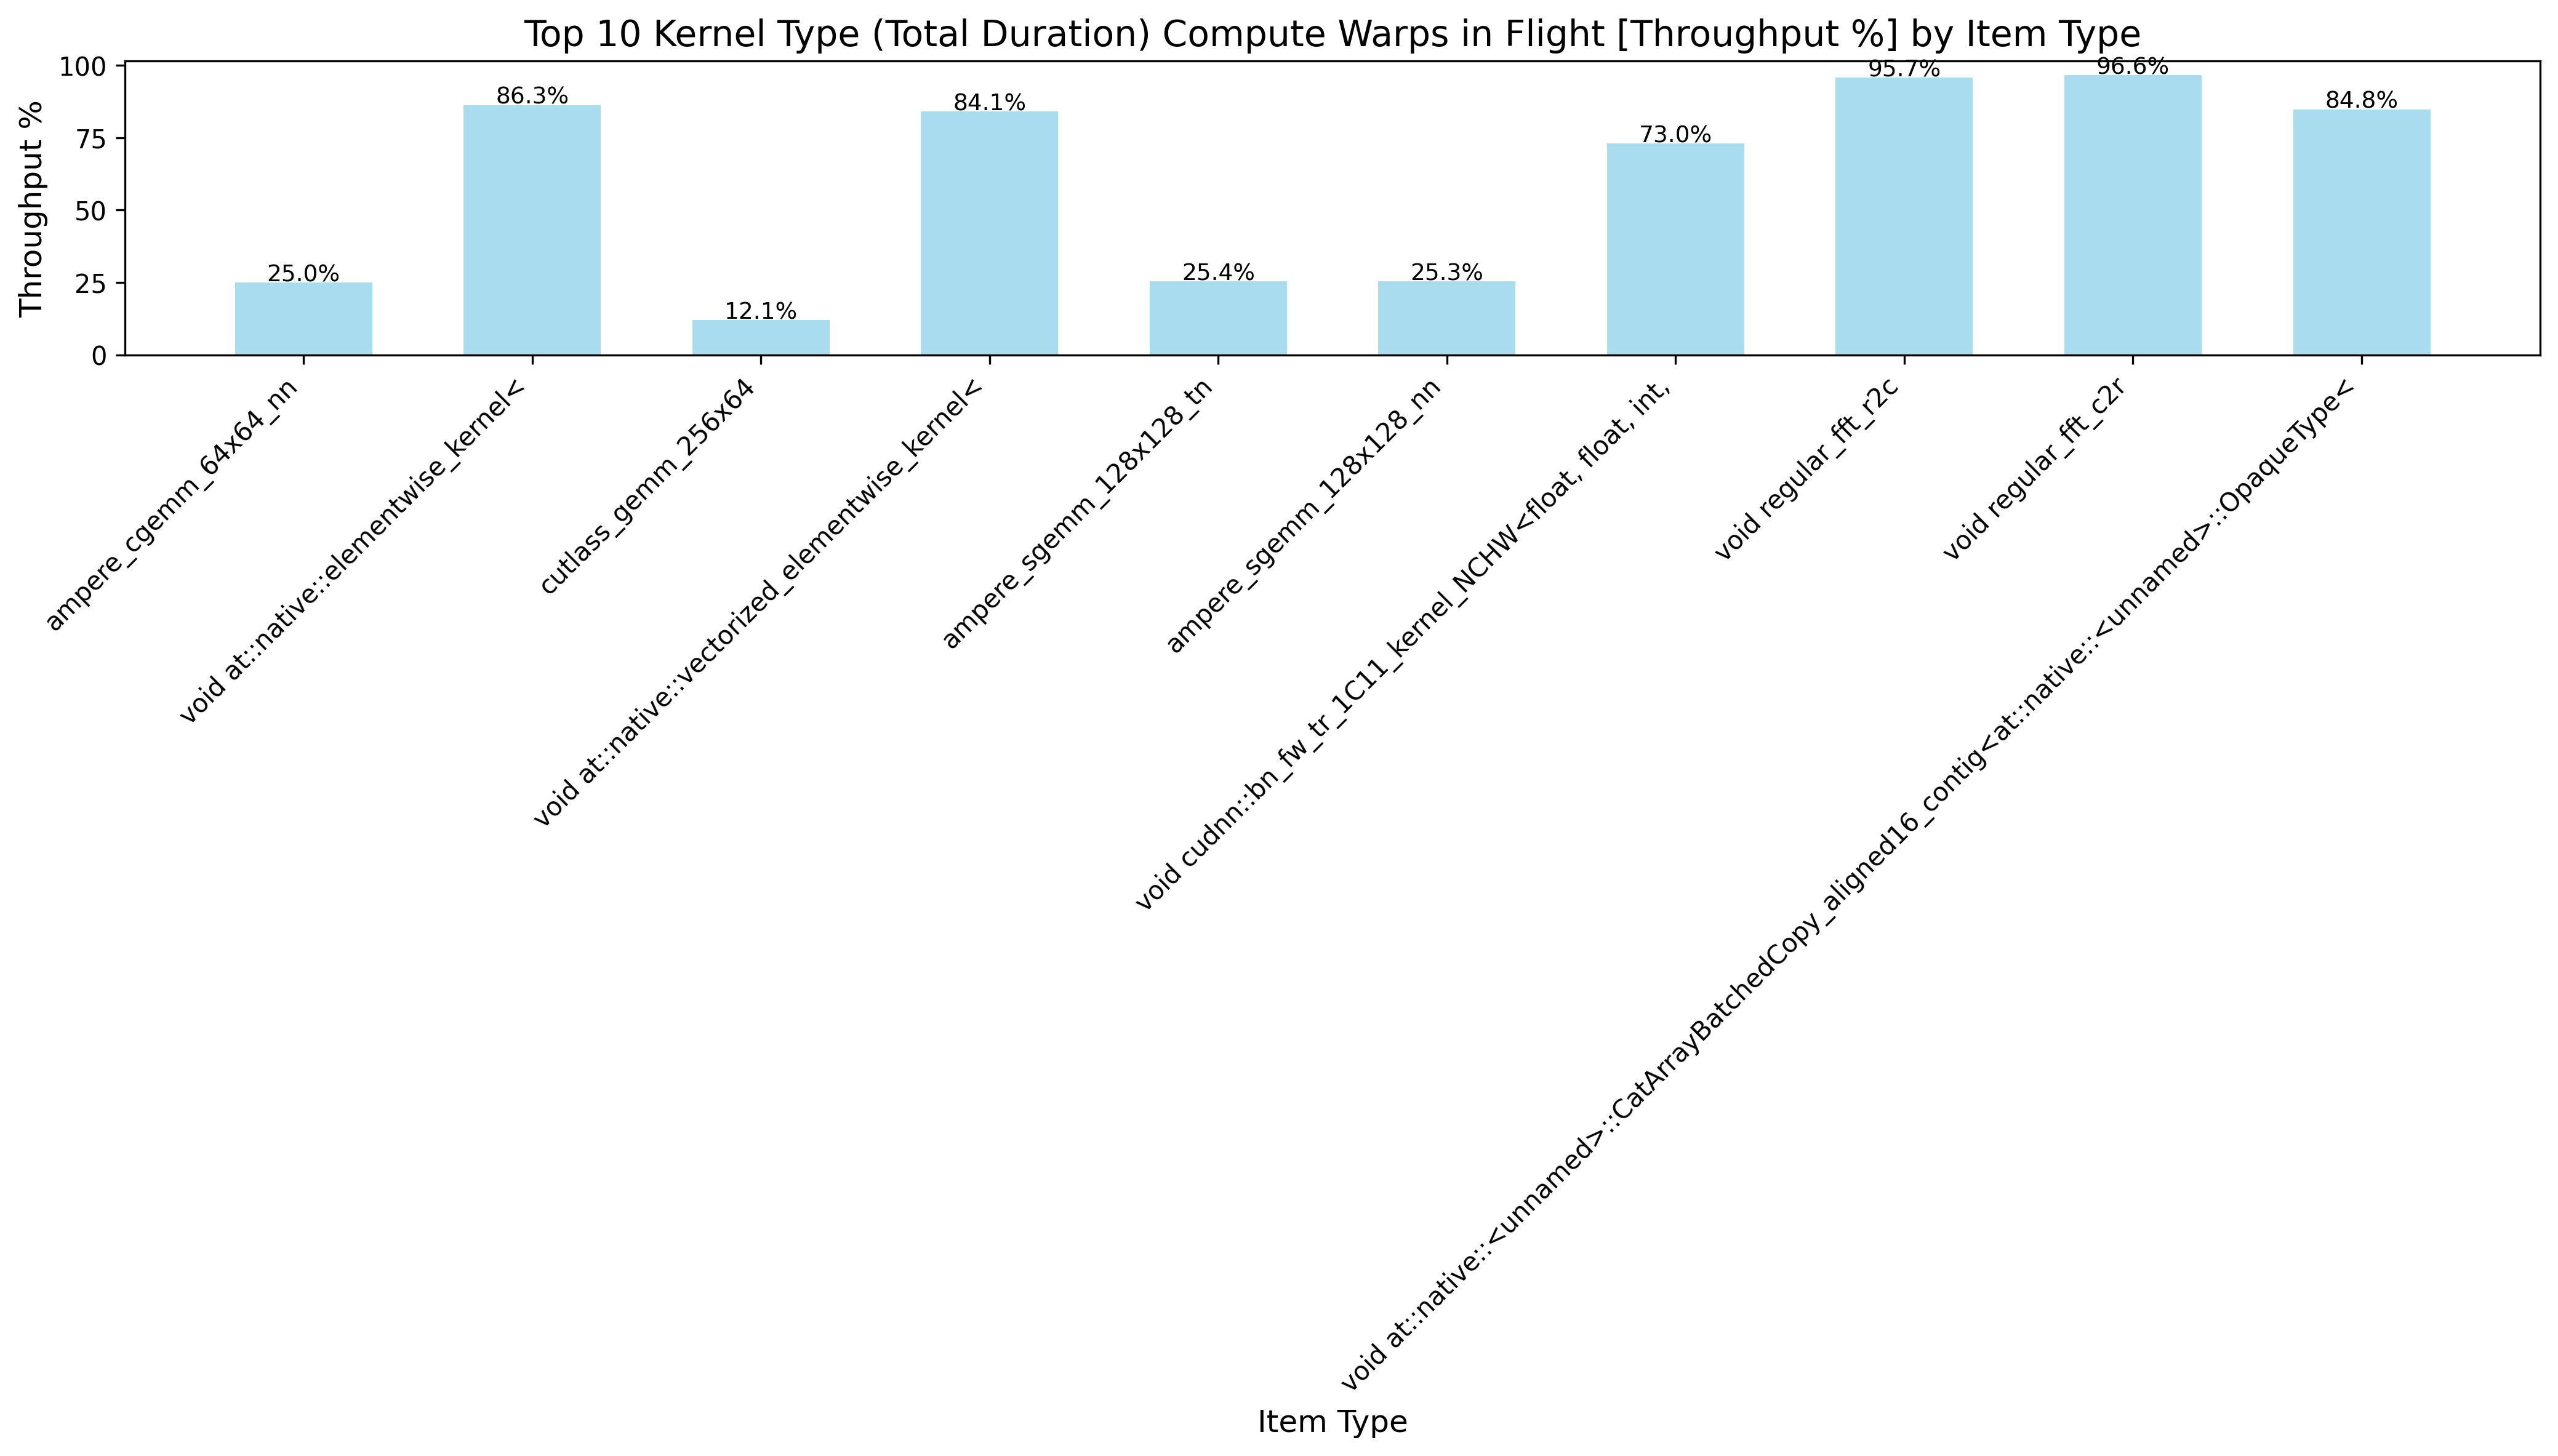 Top 10 Kernel Type (Total Duration) Compute Warps in Flight [Throughput %] by Item Type
Throughput %
100
75
50
25
0
25.0%
86.3%
12.1%
84.1%
25.4%
25.3%
73.0%
95.7%
96.6%
84.8%
ampere_cgemm_64x64_nn
void at::native::elementwise_kernel<
cutlass_gemm_256x64
void at::native::vectorized_elementwise_kernel<
ampere_sgemm_128x128_tn
ampere_sgemm_128x128_nn
void cudnn::bn_fw_tr_1C11_kernel_NCHW<float, float, int,
void regular_fft_r2c
void regular_fft_c2r
void at::native::<unnamed>::CatArrayBatchedCopy_aligned16_contig<at::native::<unnamed>::OpaqueType<
Item Type